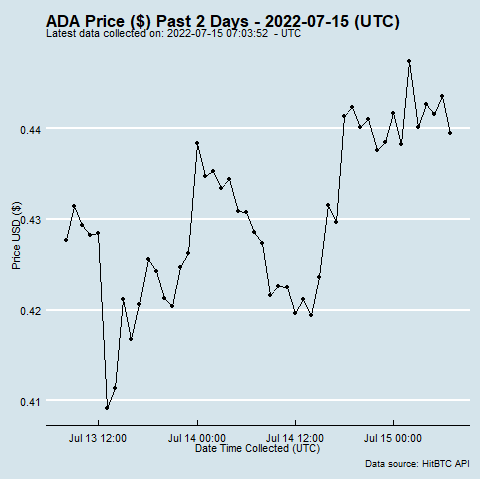 ADA Price ($) Past 2 Days - 2022-07-15 (UTC)
Latest data collected on: 2022-07-15 07:03:52 - UTC
0.44
0.43
0.42
0.41
Price USD ($)
Jul 13 12:00 Jul 14 00:00 Jul 14 12:00 Jul 15 00:00
Date Time Collected (UTC)
Data source: HitBTC API